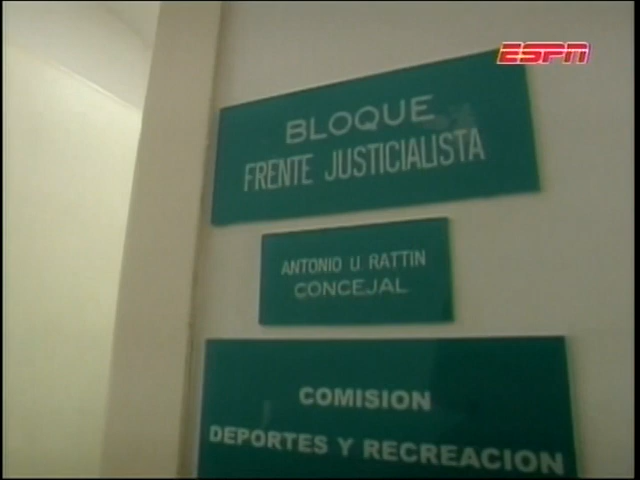 ESPN
BLOQUE
FRENTE JUSTICIALISTA
ANTONIO U. RATTIN
CONCEJAL
COMISION
DEPORTES Y RECREACION